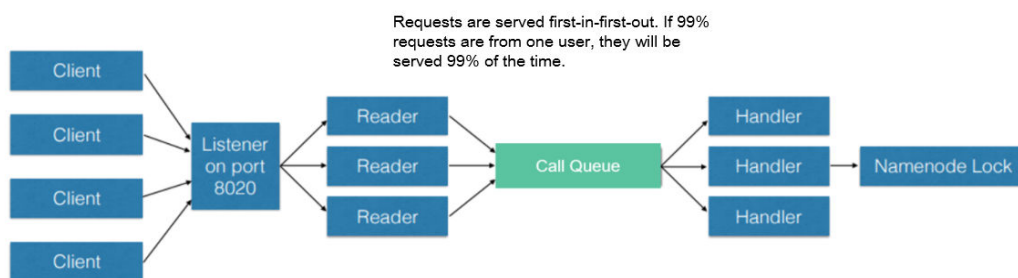 Requests are served first-in-first-out. If 99%
requests are from one user, they will be
served 99% of the time.
Client
Client
Client
Client
Listener
on port
8020
Reader
Reader
Reader
Call Queue
Handler
Handler
Handler
Namenode Lock